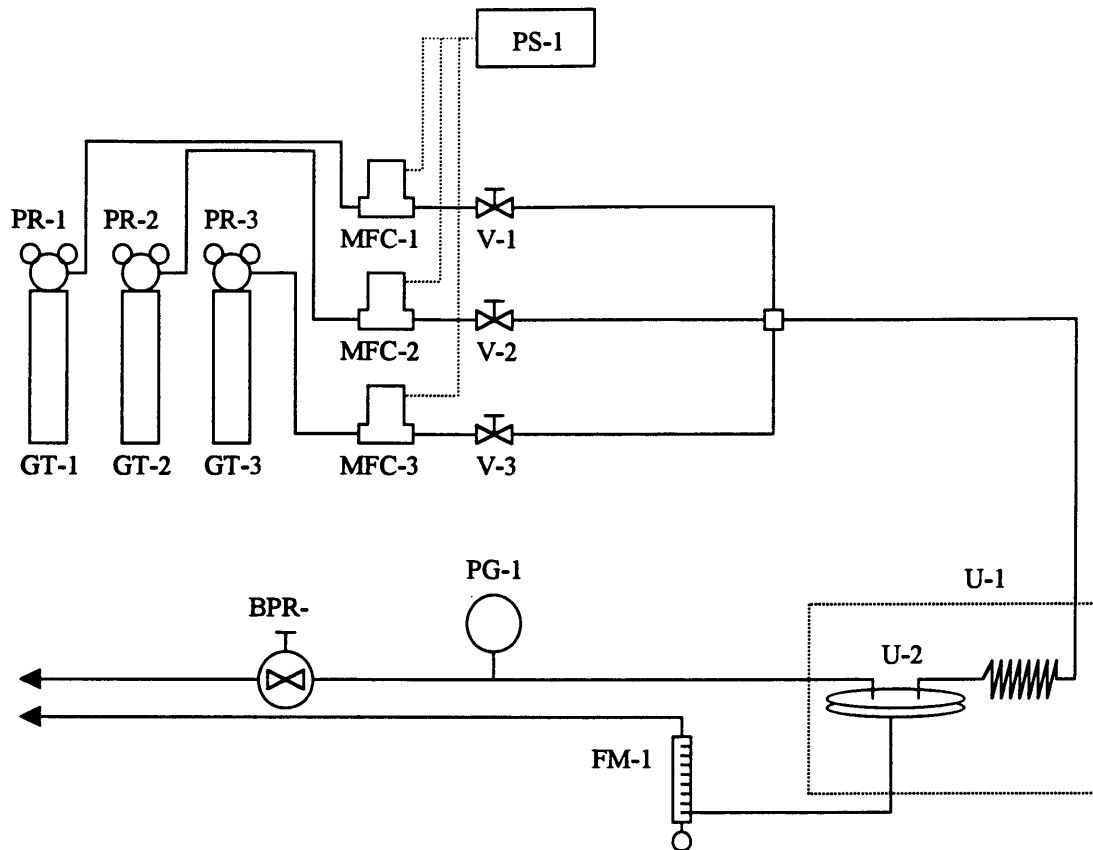 PS-1
PR-1 PR-2 PR-3
MFC-1 V-1
MFC-2 V-2
GT-1 GT-2 GT-3 MFC-3 V-3
PG-1 U-1
BPR-
U-2
FM-1